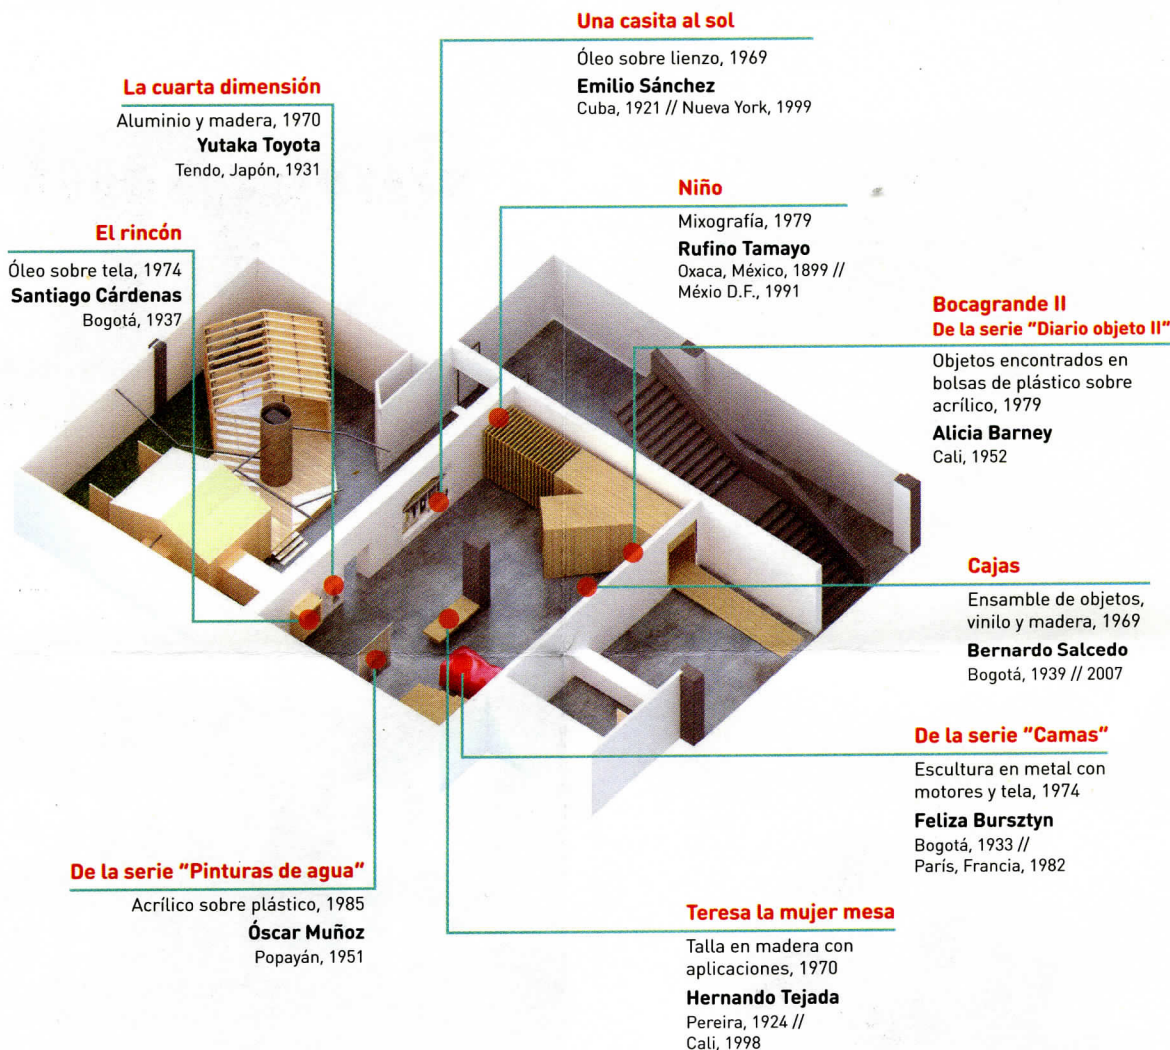 Una casita al sol
Óleo sobre lienzo, 1969
Emilio Sánchez
Cuba, 1921 // Nueva York, 1999
La cuarta dimensión
Aluminio y madera, 1970
Yutaka Toyota
Tendo, Japón, 1931
Niño
Mixografía, 1979
Rufino Tamayo
Oxaca, México, 1899 //
Méxio D.F., 1991
El rincón
Óleo sobre tela, 1974
Santiago Cárdenas
Bogotá, 1937
Bocagrande II
De la serie "Diario objeto II"
Objetos encontrados en
bolsas de plástico sobre
acrílico, 1979
Alicia Barney
Cali, 1952
Cajas
Ensamble de objetos,
vinilo y madera, 1969
Bernardo Salcedo
Bogotá, 1939 // 2007
De la serie "Camas"
Escultura en metal con
motores y tela, 1974
Feliza Bursztyn
Bogotá, 1933 //
París, Francia, 1982
De la serie "Pinturas de agua"
Acrílico sobre plástico, 1985
Óscar Muñoz
Popayán, 1951
Teresa la mujer mesa
Talla en madera con
aplicaciones, 1970
Hernando Tejada
Pereira, 1924 //
Cali, 1998